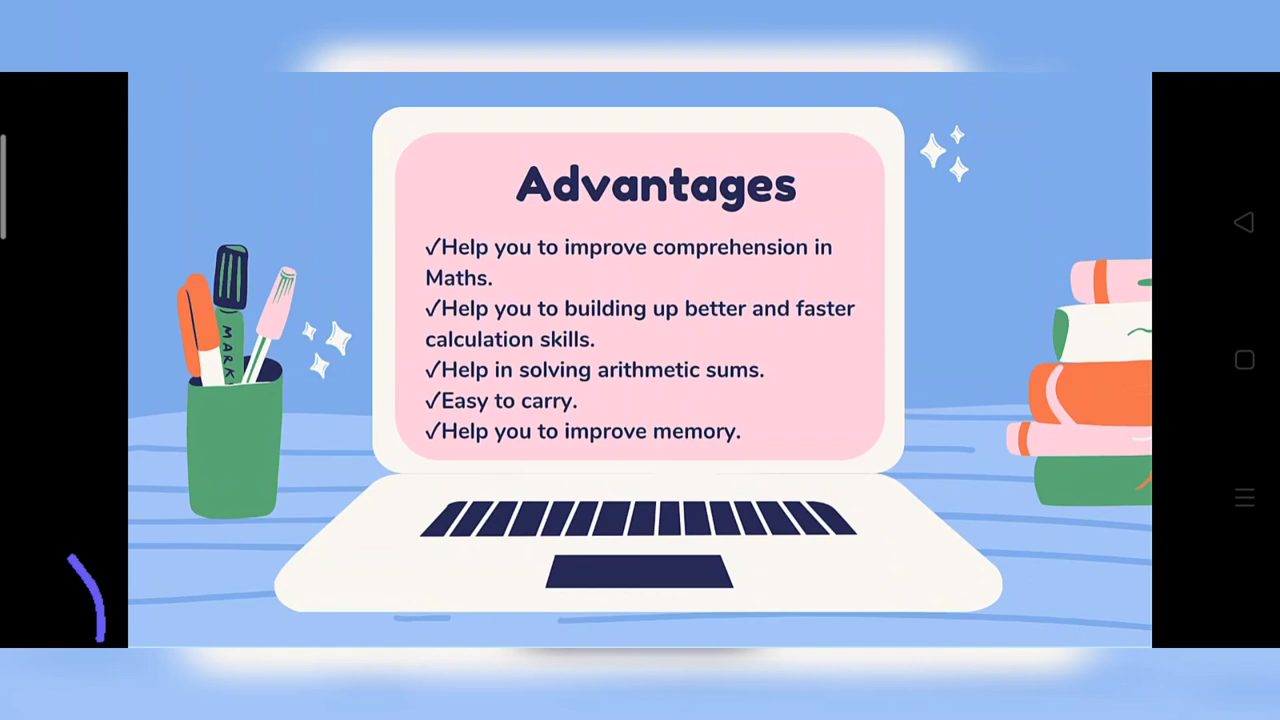 Advantages
✓Help you to improve comprehension in
Maths.
✓Help you to building up better and faster
calculation skills.
✓Help in solving arithmetic sums.
✓Easy to carry.
✓Help you to improve memory.
MARK